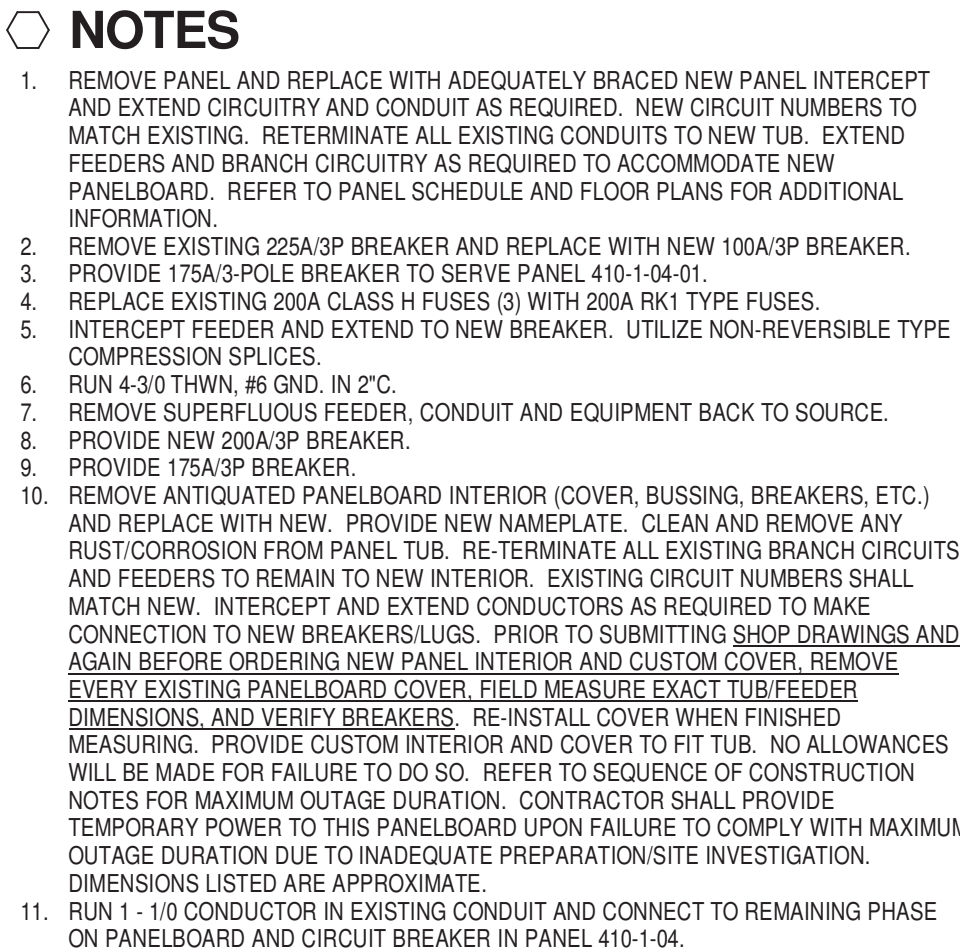 NOTES
1. REMOVE PANEL AND REPLACE WITH ADEQUATELY BRACED NEW PANEL INTERCEPT
AND EXTEND CIRCUITRY AND CONDUIT AS REQUIRED. NEW CIRCUIT NUMBERS TO
MATCH EXISTING. RETERMINATE ALL EXISTING CONDUITS TO NEW TUB. EXTEND
FEEDERS AND BRANCH CIRCUITRY AS REQUIRED TO ACCOMMODATE NEW
PANELBOARD. REFER TO PANEL SCHEDULE AND FLOOR PLANS FOR ADDITIONAL
INFORMATION.
2. REMOVE EXISTING 225A/3P BREAKER AND REPLACE WITH NEW 100A/3P BREAKER.
3. PROVIDE 175A/3-POLE BREAKER TO SERVE PANEL 410-1-04-01.
4. REPLACE EXISTING 200A CLASS H FUSES (3) WITH 200A RK1 TYPE FUSES.
5. INTERCEPT FEEDER AND EXTEND TO NEW BREAKER. UTILIZE NON-REVERSIBLE TYPE
COMPRESSION SPLICES.
6. RUN 4-3/0 THWN, #6 GND. IN 2"C.
7. REMOVE SUPERFLUOUS FEEDER, CONDUIT AND EQUIPMENT BACK TO SOURCE.
8. PROVIDE NEW 200A/3P BREAKER.
9. PROVIDE 175A/3P BREAKER.
10. REMOVE ANTIQUATED PANELBOARD INTERIOR (COVER, BUSSING, BREAKERS, ETC.)
AND REPLACE WITH NEW. PROVIDE NEW NAMEPLATE. CLEAN AND REMOVE ANY
RUST/CORROSION FROM PANEL TUB. RE-TERMINATE ALL EXISTING BRANCH CIRCUITS
AND FEEDERS TO REMAIN TO NEW INTERIOR. EXISTING CIRCUIT NUMBERS SHALL
MATCH NEW. INTERCEPT AND EXTEND CONDUCTORS AS REQUIRED TO MAKE
CONNECTION TO NEW BREAKERS/LUGS. PRIOR TO SUBMITTING SHOP DRAWINGS AND
AGAIN BEFORE ORDERING NEW PANEL INTERIOR AND CUSTOM COVER, REMOVE
EVERY EXISTING PANELBOARD COVER, FIELD MEASURE EXACT TUB/FEEDER
DIMENSIONS, AND VERIFY BREAKERS. RE-INSTALL COVER WHEN FINISHED
MEASURING. PROVIDE CUSTOM INTERIOR AND COVER TO FIT TUB. NO ALLOWANCES
WILL BE MADE FOR FAILURE TO DO SO. REFER TO SEQUENCE OF CONSTRUCTION
NOTES FOR MAXIMUM OUTAGE DURATION. CONTRACTOR SHALL PROVIDE
TEMPORARY POWER TO THIS PANELBOARD UPON FAILURE TO COMPLY WITH MAXIMUM
OUTAGE DURATION DUE TO INADEQUATE PREPARATION/SITE INVESTIGATION.
DIMENSIONS LISTED ARE APPROXIMATE.
11. RUN 1 - 1/0 CONDUCTOR IN EXISTING CONDUIT AND CONNECT TO REMAINING PHASE
ON PANELBOARD AND CIRCUIT BREAKER IN PANEL 410-1-04.